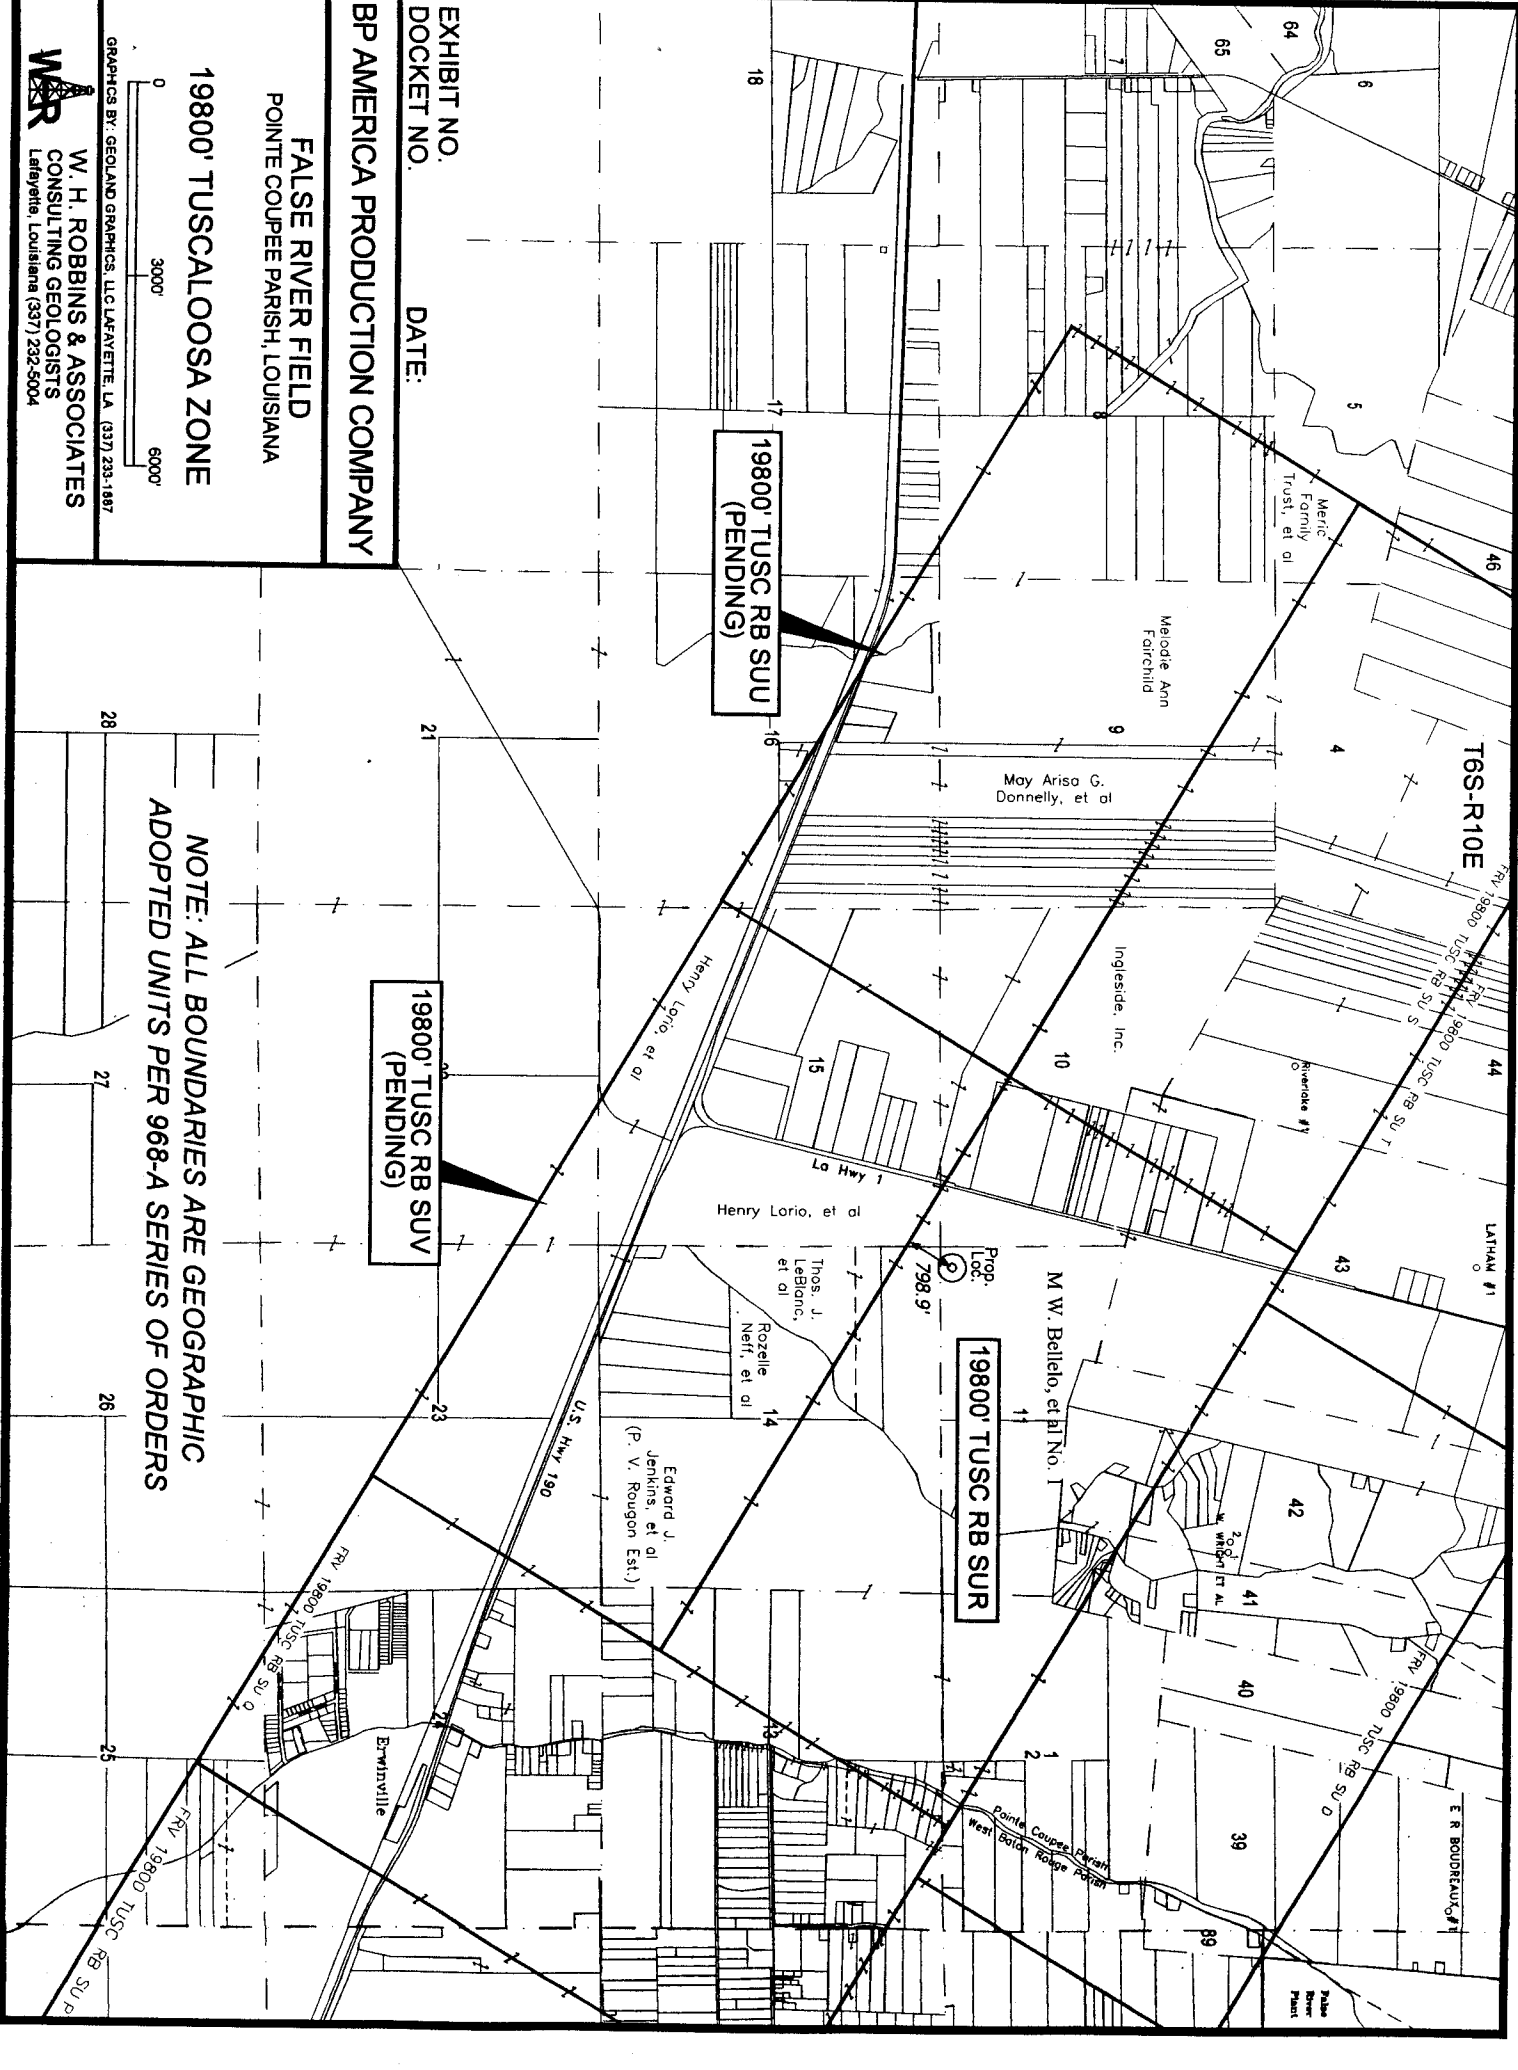 T6S-R10E
64
65
6
7
5
46
4
4
44
43
42
41
40
39
89
8
9
10
11
1
2
18
17
16
15
14
13
21
23
24
28
27
26
25
Meric
Family
Trust, et al
Melodie Ann
Fairchild
May Arisa G.
Donnelly, et al
Ingleside, Inc.
Riverlake #1
LATHAM #1
FRV 19800 TUSC RB SU S
FRV 19800 TUSC RB SU T
W. WRIGHT ET AL
2
FRV 19800 TUSC RB SU D
E R BOUDREAUX #1
False
River
Plant
Pointe Coupee Parish
West Baton Rouge Parish
M W. Bellelo, et al No. 1
19800' TUSC RB SUR
Prop.
Loc.
798.9'
La Hwy 1
Henry Lorio, et al
Henry Lorio, et al
Thos. J.
LeBlanc,
et al
Rozelle
Neff, et al
Edward J.
Jenkins, et al
(P. V. Rougon Est.)
U.S. Hwy 190
Erwinville
FRV 19800 TUSC RB SU Q
FRV 19800 TUSC RB SU P
19800' TUSC RB SUU
(PENDING)
19800' TUSC RB SUV
(PENDING)
NOTE: ALL BOUNDARIES ARE GEOGRAPHIC
ADOPTED UNITS PER 968-A SERIES OF ORDERS
EXHIBIT NO.
DOCKET NO. DATE:
BP AMERICA PRODUCTION COMPANY
FALSE RIVER FIELD
POINTE COUPEE PARISH, LOUISIANA
19800' TUSCALOOSA ZONE
0 3000' 6000'
GRAPHICS BY: GEOLAND GRAPHICS, LLC LAFAYETTE, LA (337) 233-1887
WHR
W. H. ROBBINS & ASSOCIATES
CONSULTING GEOLOGISTS
Lafayette, Louisiana (337) 232-5004